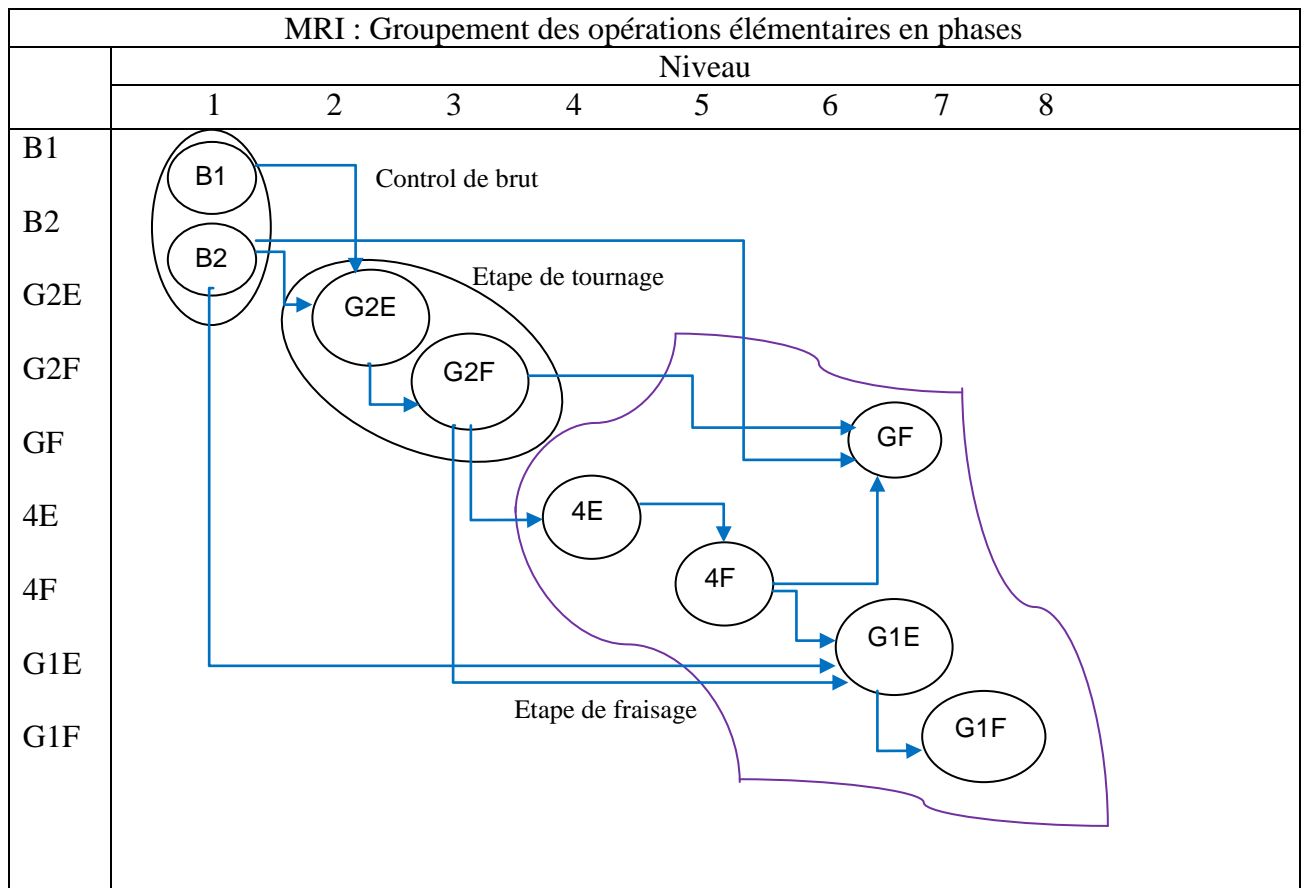 MRI : Groupement des opérations élémentaires en phases
Niveau
1 2 3 4 5 6 7 8
B1
B1
Control de brut
B2
B2
G2E
G2E
Etape de tournage
G2F
G2F
GF
GF
4E
4E
4F
4F
G1E
G1E
Etape de fraisage
G1F
G1F